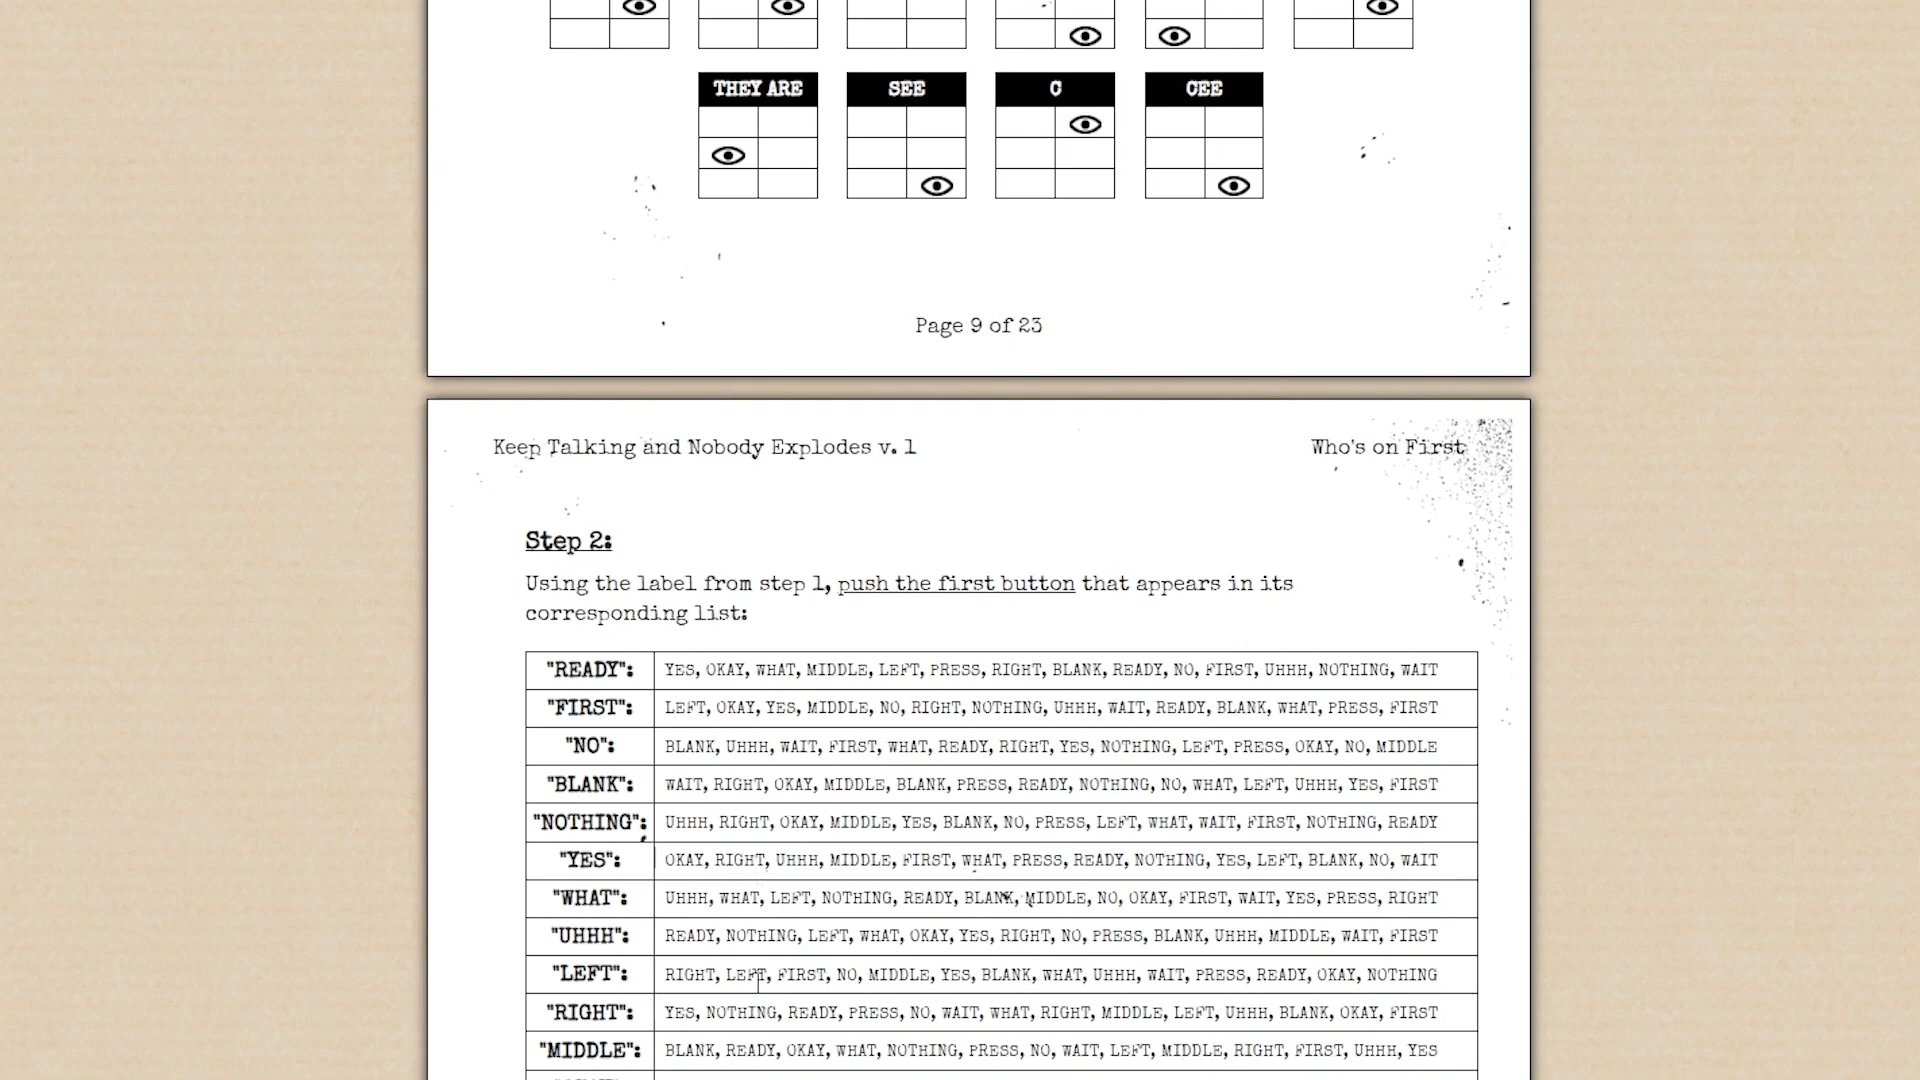 THEY ARE
SEE
C
CEE
Page 9 of 23
Keep Talking and Nobody Explodes v. 1
Who's on First
Step 2:
Using the label from step 1, push the first button that appears in its
corresponding list:
"READY": YES, OKAY, WHAT, MIDDLE, LEFT, PRESS, RIGHT, BLANK, READY, NO, FIRST, UHHH, NOTHING, WAIT
"FIRST": LEFT, OKAY, YES, MIDDLE, NO, RIGHT, NOTHING, UHHH, WAIT, READY, BLANK, WHAT, PRESS, FIRST
"NO": BLANK, UHHH, WAIT, FIRST, WHAT, READY, RIGHT, YES, NOTHING, LEFT, PRESS, OKAY, NO, MIDDLE
"BLANK": WAIT, RIGHT, OKAY, MIDDLE, BLANK, PRESS, READY, NOTHING, NO, WHAT, LEFT, UHHH, YES, FIRST
"NOTHING": UHHH, RIGHT, OKAY, MIDDLE, YES, BLANK, NO, PRESS, LEFT, WHAT, WAIT, FIRST, NOTHING, READY
"YES": OKAY, RIGHT, UHHH, MIDDLE, FIRST, WHAT, PRESS, READY, NOTHING, YES, LEFT, BLANK, NO, WAIT
"WHAT": UHHH, WHAT, LEFT, NOTHING, READY, BLANK, MIDDLE, NO, OKAY, FIRST, WAIT, YES, PRESS, RIGHT
"UHHH": READY, NOTHING, LEFT, WHAT, OKAY, YES, RIGHT, NO, PRESS, BLANK, UHHH, MIDDLE, WAIT, FIRST
"LEFT": RIGHT, LEFT, FIRST, NO, MIDDLE, YES, BLANK, WHAT, UHHH, WAIT, PRESS, READY, OKAY, NOTHING
"RIGHT": YES, NOTHING, READY, PRESS, NO, WAIT, WHAT, RIGHT, MIDDLE, LEFT, UHHH, BLANK, OKAY, FIRST
"MIDDLE": BLANK, READY, OKAY, WHAT, NOTHING, PRESS, NO, WAIT, LEFT, MIDDLE, RIGHT, FIRST, UHHH, YES